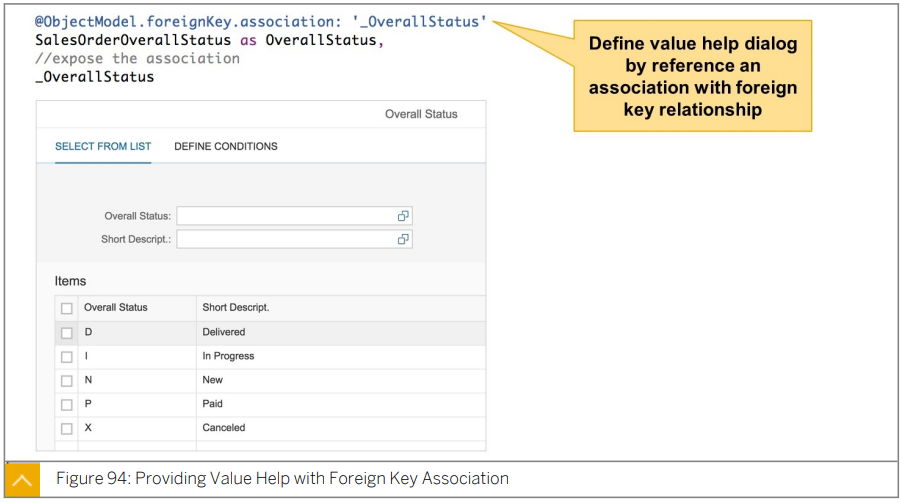 @ObjectModel.foreignKey.association: '_OverallStatus'
SalesOrderOverallStatus as OverallStatus,
//expose the association
_OverallStatus
Define value help dialog
by reference an
association with foreign
key relationship
Overall Status
SELECT FROM LIST DEFINE CONDITIONS
Overall Status:
Short Descript.:
Items
Overall Status Short Descript.
D Delivered
I In Progress
N New
P Paid
X Canceled
Figure 94: Providing Value Help with Foreign Key Association